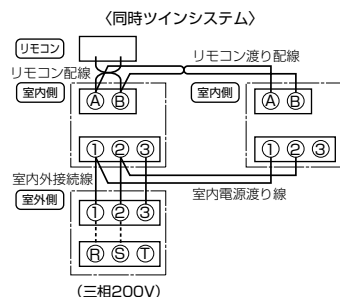 〈同時ツインシステム〉
リモコン
リモコン渡り配線
リモコン配線
室内側 室内側
Ⓐ Ⓑ Ⓐ Ⓑ
① ② ③ ① ② ③
室内外接続線 室内電源渡り線
室外側
① ② ③
Ⓡ Ⓢ Ⓣ
(三相200V)